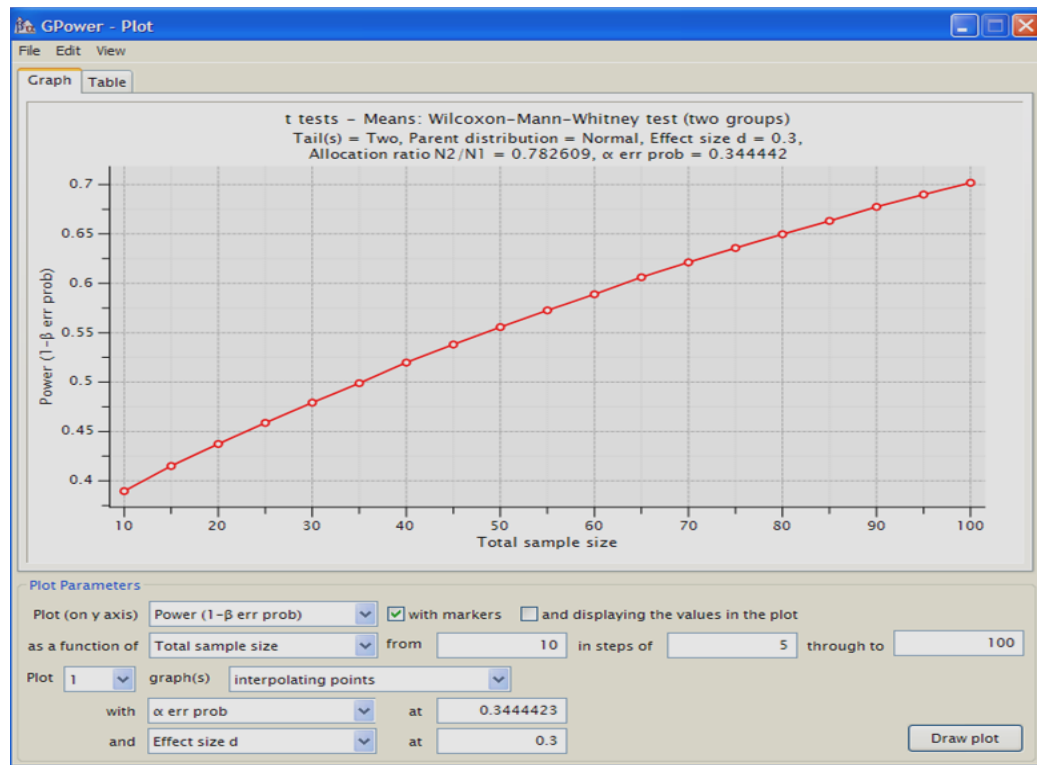 GPower - Plot
File Edit View
Graph Table
t tests - Means: Wilcoxon-Mann-Whitney test (two groups)
Tail(s) = Two, Parent distribution = Normal, Effect size d = 0.3,
Allocation ratio N2/N1 = 0.782609, α err prob = 0.344442
0.7
0.65
0.6
0.55
0.5
0.45
0.4
Power (1-β err prob)
10 20 30 40 50 60 70 80 90 100
Total sample size
Plot Parameters
Plot (on y axis) Power (1-β err prob) with markers and displaying the values in the plot
as a function of Total sample size from 10 in steps of 5 through to 100
Plot 1 graph(s) interpolating points
with α err prob at 0.3444423
and Effect size d at 0.3
Draw plot